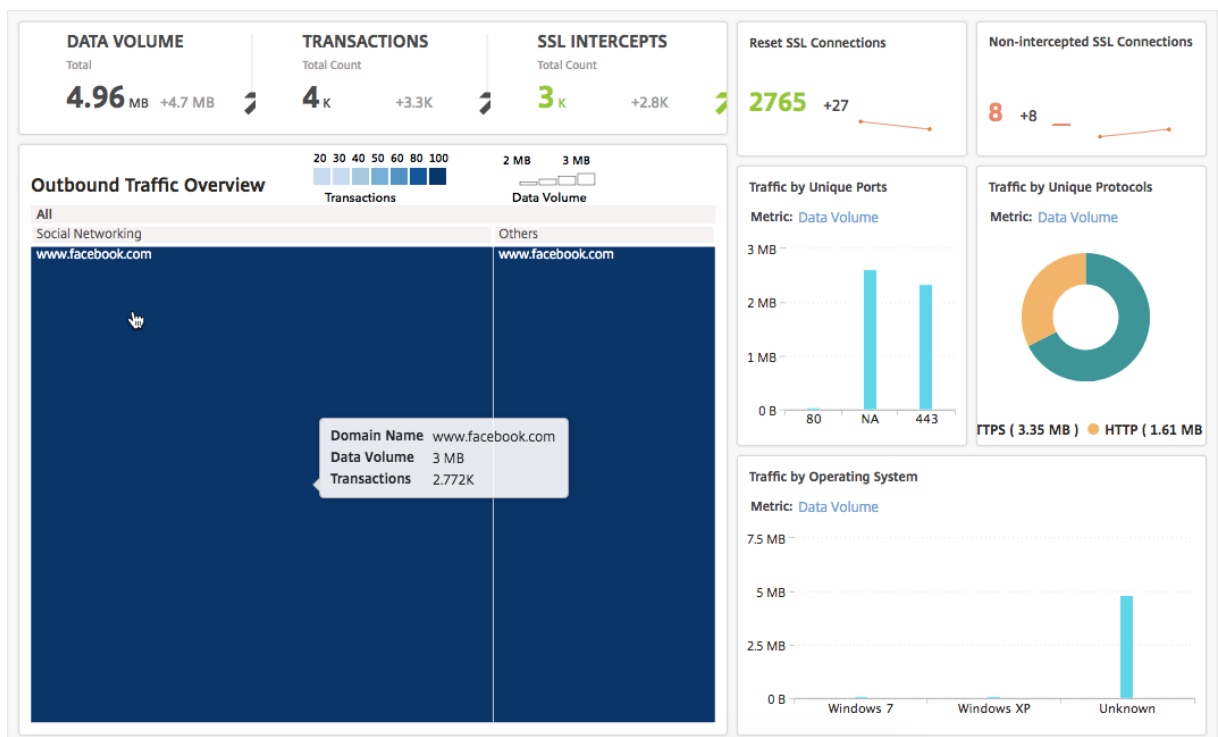 DATA VOLUME
Total
4.96 MB +4.7 MB
TRANSACTIONS
Total Count
4 K +3.3K
SSL INTERCEPTS
Total Count
3 K +2.8K
Reset SSL Connections
2765 +27
Non-intercepted SSL Connections
8 +8
Outbound Traffic Overview
20 30 40 50 60 80 100
Transactions
2 MB 3 MB
Data Volume
All
Social Networking
Others
www.facebook.com
www.facebook.com
Domain Name www.facebook.com
Data Volume 3 MB
Transactions 2.772K
Traffic by Unique Ports
Metric: Data Volume
3 MB
2 MB
1 MB
0 B
80 NA 443
Traffic by Unique Protocols
Metric: Data Volume
TTPS ( 3.35 MB ) HTTP ( 1.61 MB
Traffic by Operating System
Metric: Data Volume
7.5 MB
5 MB
2.5 MB
0 B
Windows 7 Windows XP Unknown